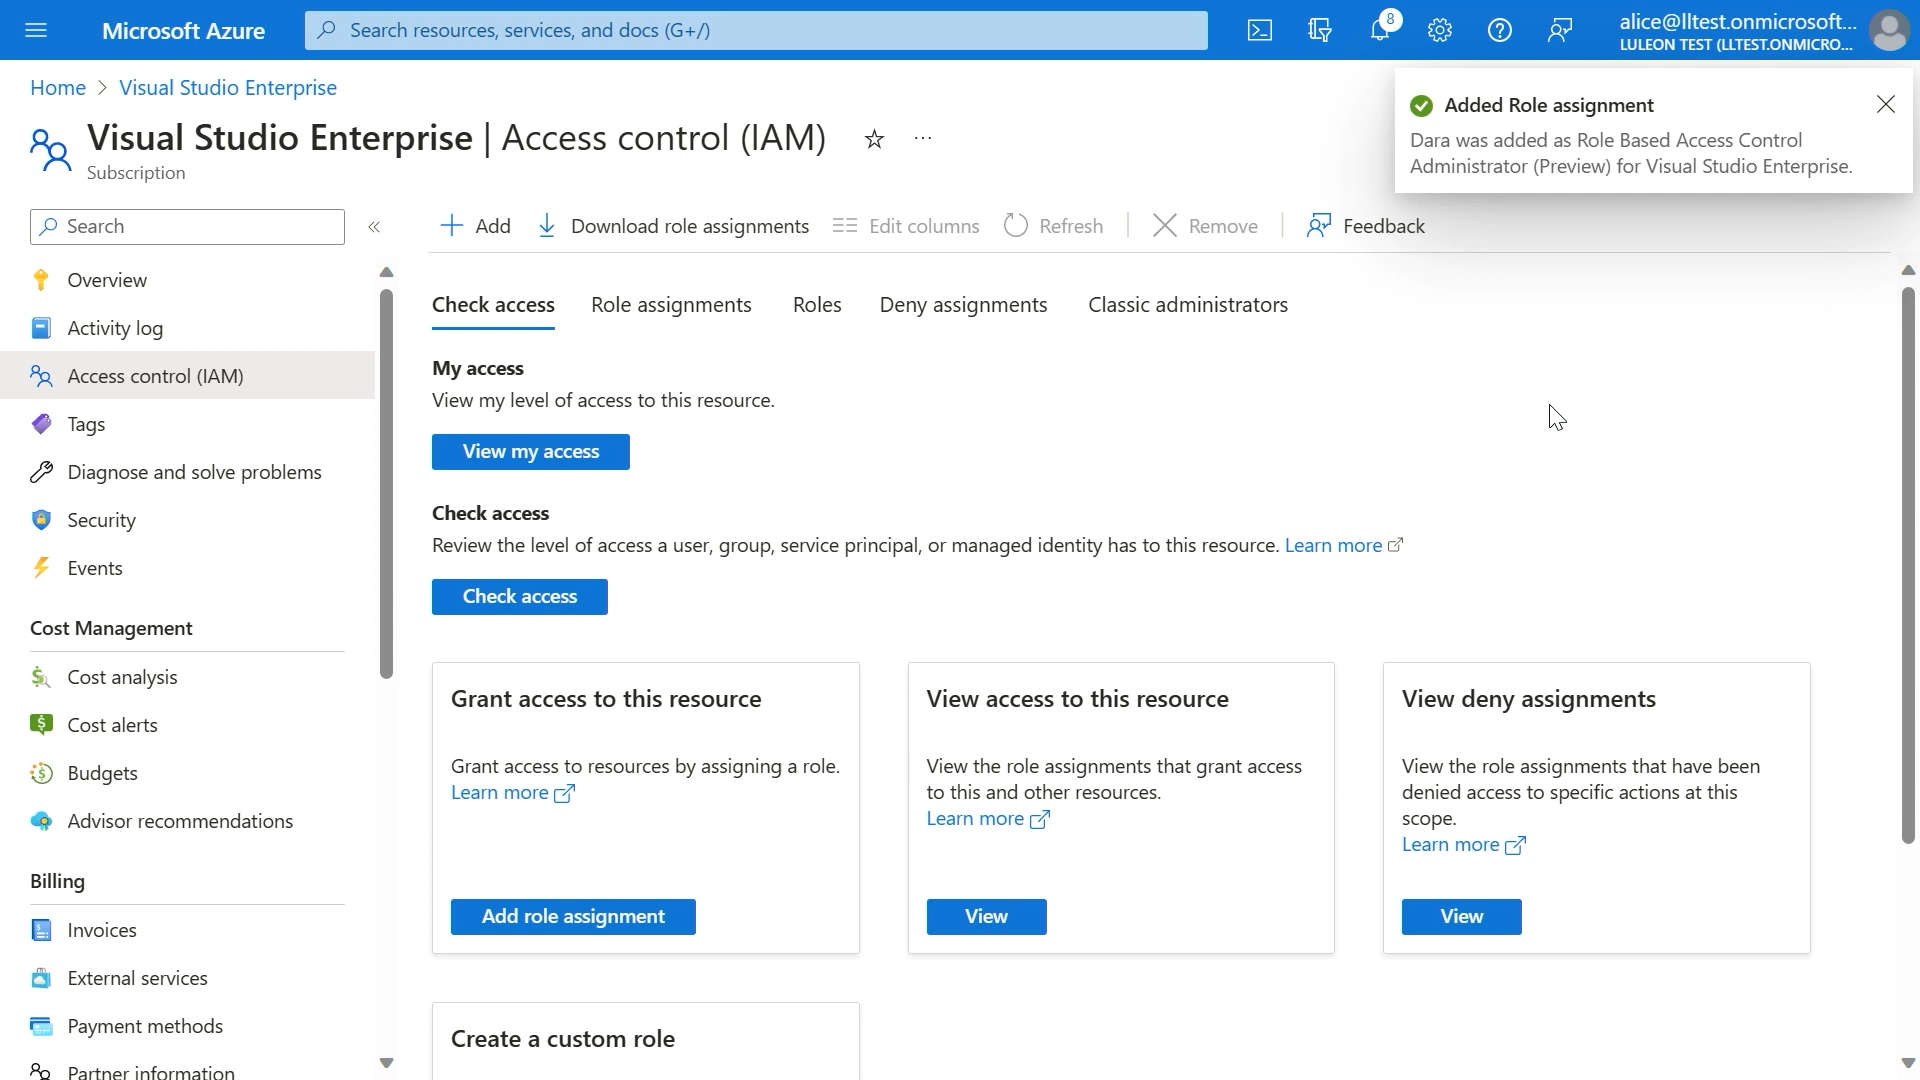 Microsoft Azure
Search resources, services, and docs (G+/)
8
alice@lltest.onmicrosoft...
LULEON TEST (LLTEST.ONMICRO...
Home > Visual Studio Enterprise
Visual Studio Enterprise | Access control (IAM)
...
Subscription
Added Role assignment
Dara was added as Role Based Access Control
Administrator (Preview) for Visual Studio Enterprise.
Search
Add
Download role assignments
Edit columns
Refresh
Remove
Feedback
Overview
Activity log
Access control (IAM)
Tags
Diagnose and solve problems
Security
Events
Cost Management
Cost analysis
Cost alerts
Budgets
Advisor recommendations
Billing
Invoices
External services
Payment methods
Partner information
Check access
Role assignments
Roles
Deny assignments
Classic administrators
My access
View my level of access to this resource.
View my access
Check access
Review the level of access a user, group, service principal, or managed identity has to this resource. Learn more
Check access
Grant access to this resource
Grant access to resources by assigning a role.
Learn more
Add role assignment
View access to this resource
View the role assignments that grant access
to this and other resources.
Learn more
View
View deny assignments
View the role assignments that have been
denied access to specific actions at this
scope.
Learn more
View
Create a custom role